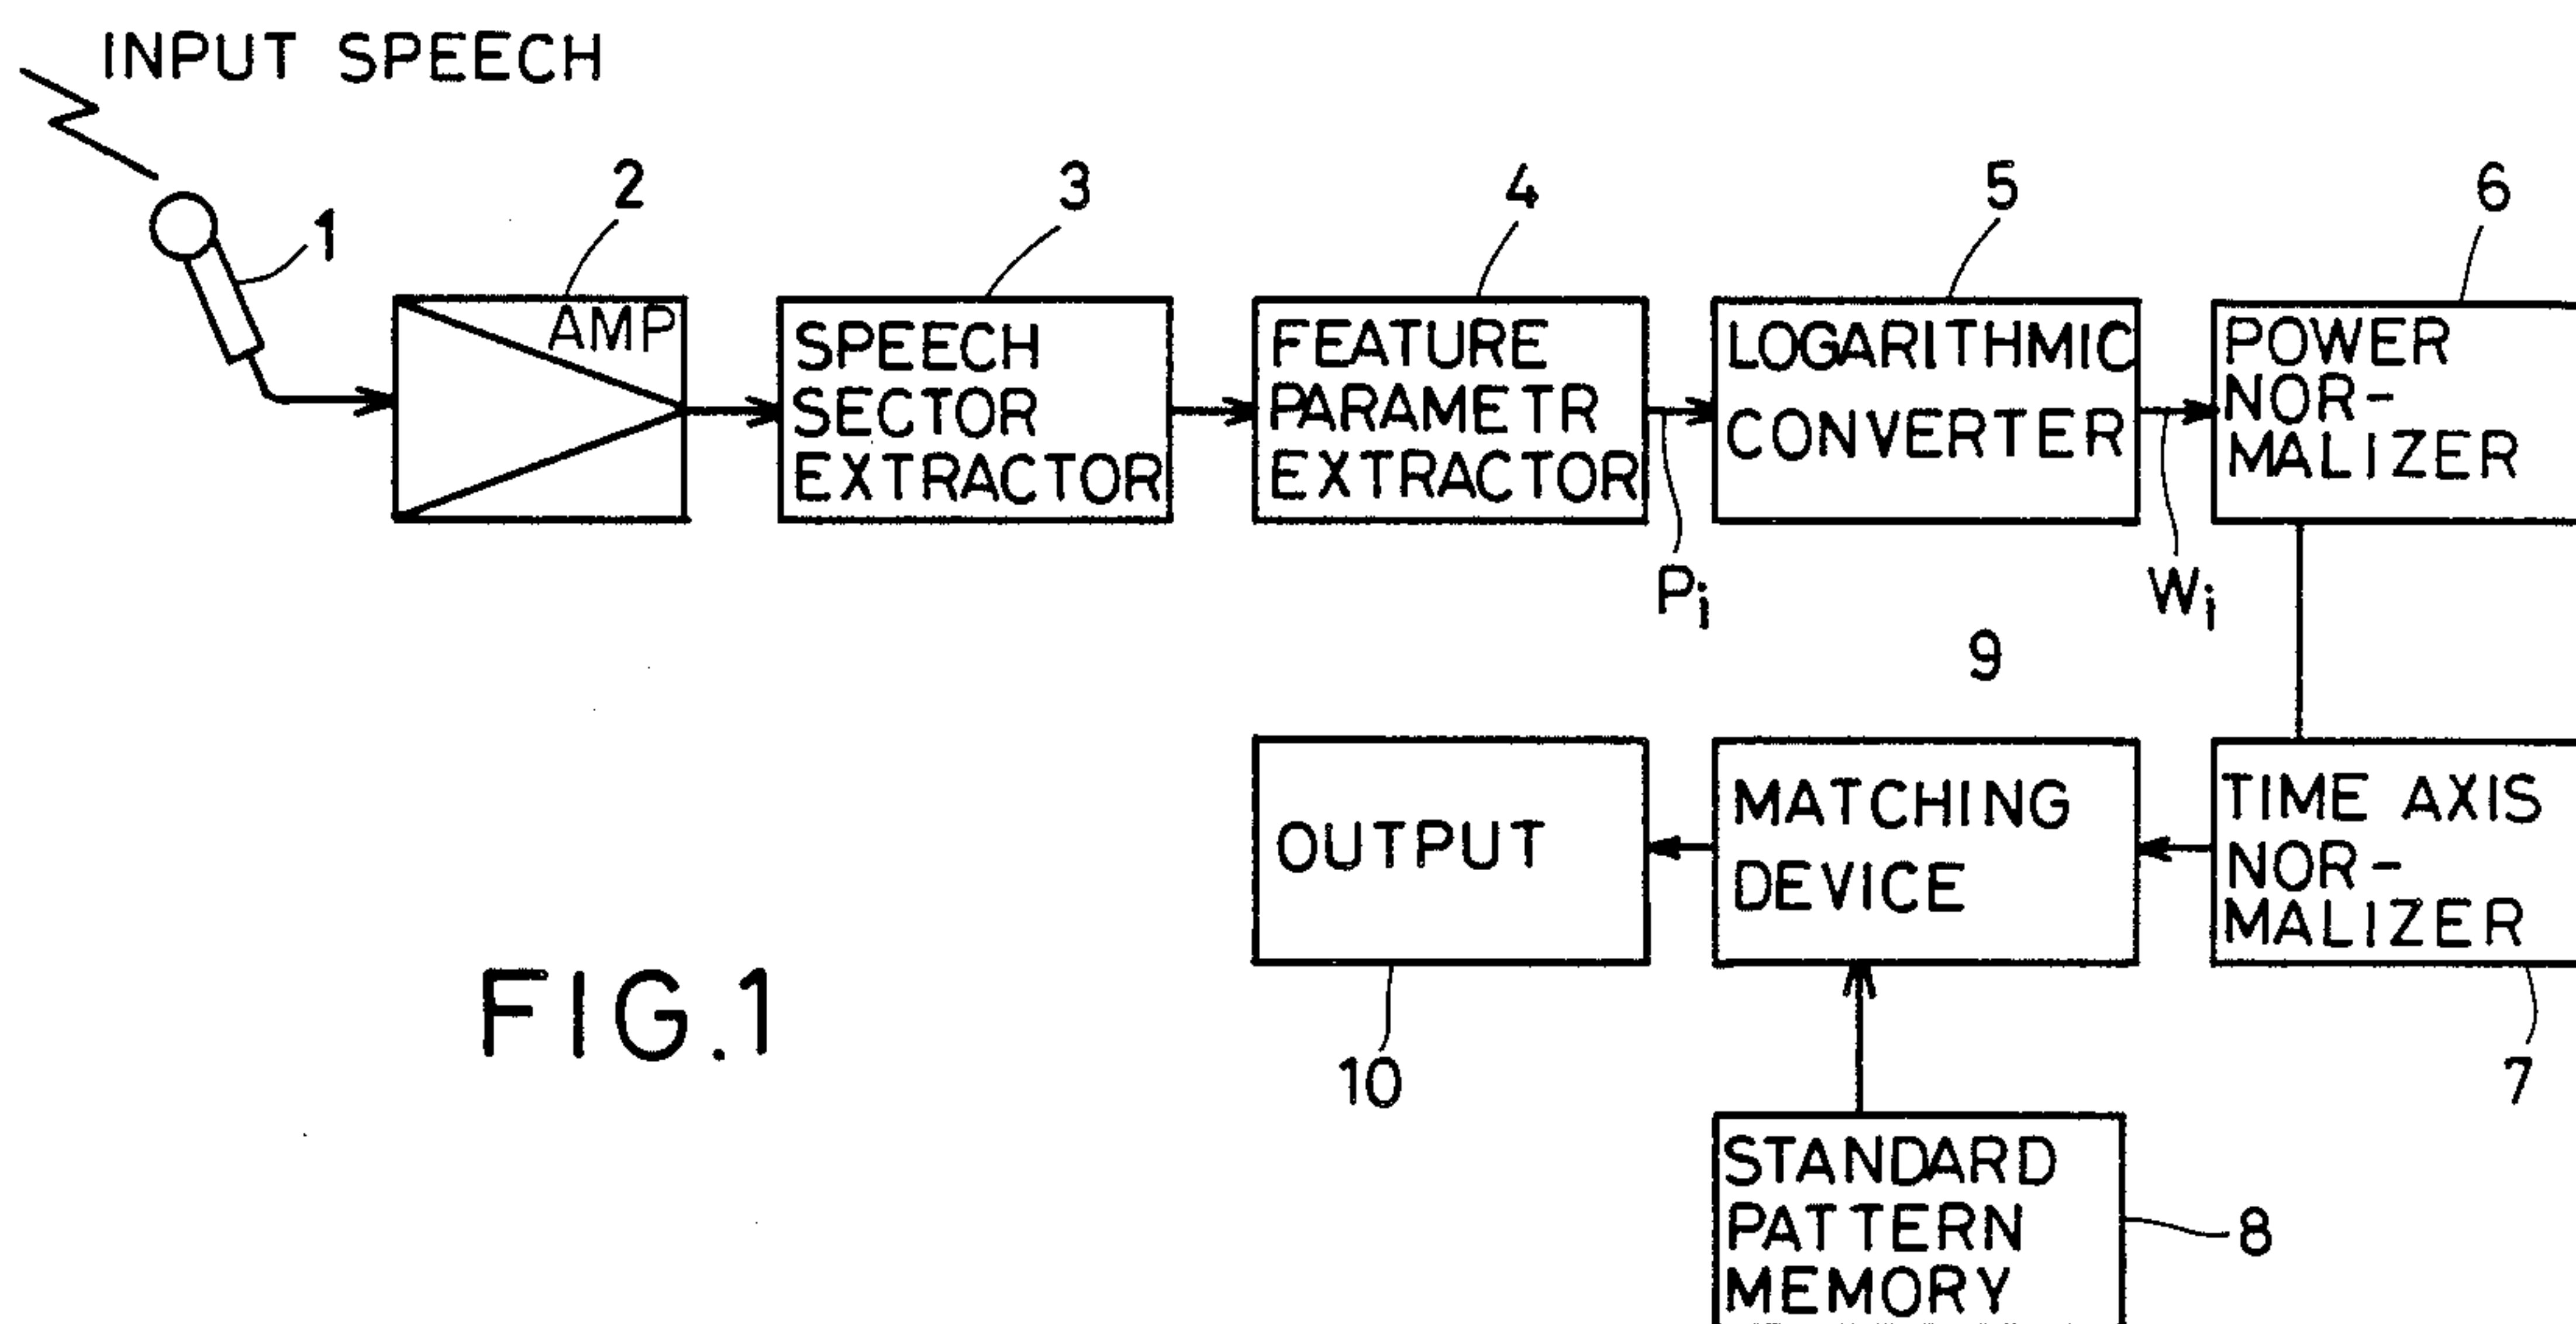 INPUT SPEECH
1
2
3
4
5
6
AMP
SPEECH
SECTOR
EXTRACTOR
FEATURE
PARAMETR
EXTRACTOR
LOGARITHMIC
CONVERTER
POWER
NOR-
MALIZER
Pi
Wi
9
OUTPUT
MATCHING
DEVICE
TIME AXIS
NOR-
MALIZER
10
7
STANDARD
PATTERN
MEMORY
8
FIG.1